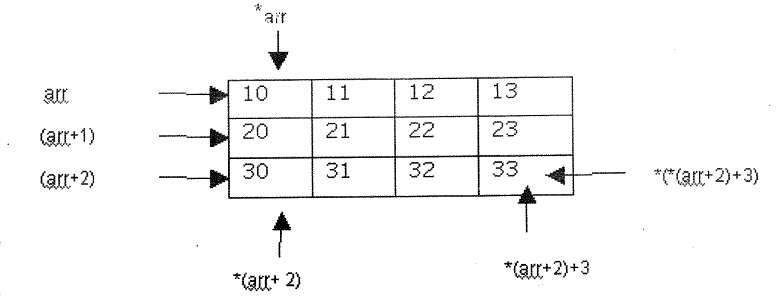 *arr
arr 10 11 12 13
(arr+1) 20 21 22 23
(arr+2) 30 31 32 33 *(*(arr+2)+3)
*(arr+ 2) *(arr+2)+3